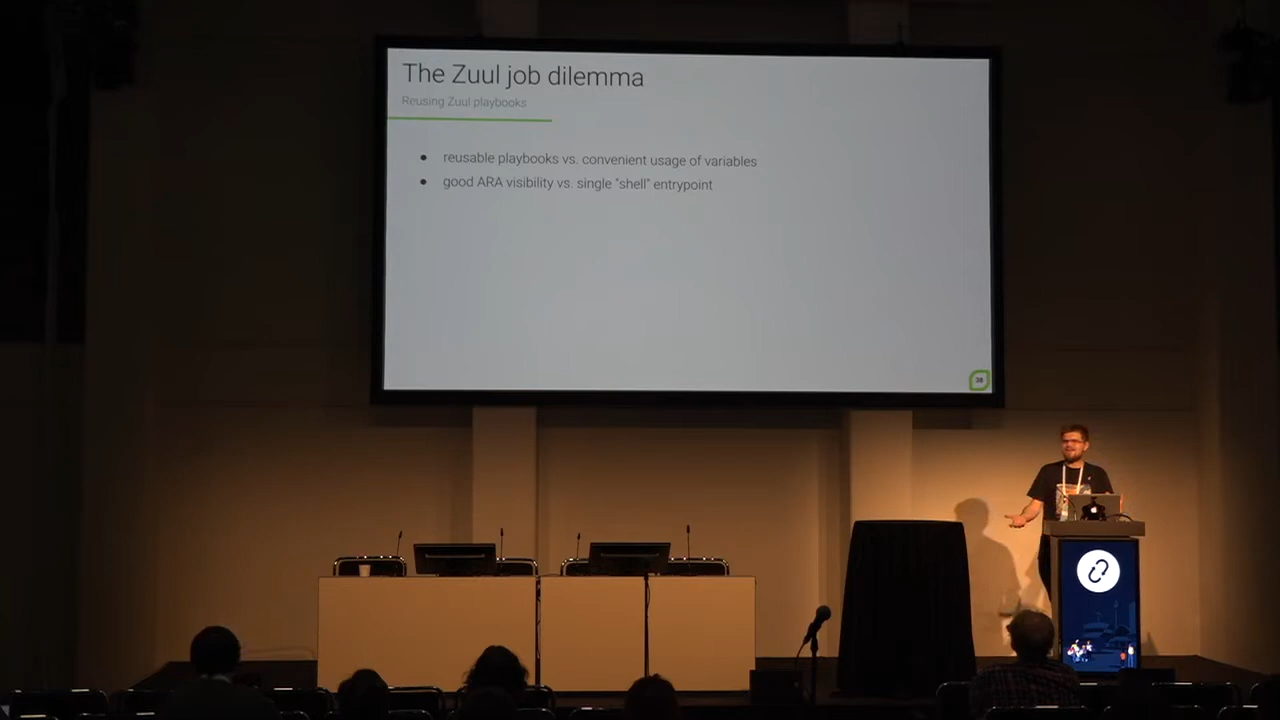 The Zuul job dilemma
Reusing Zuul playbooks
● reusable playbooks vs. convenient usage of variables
● good ARA visibility vs. single "shell" entrypoint
38